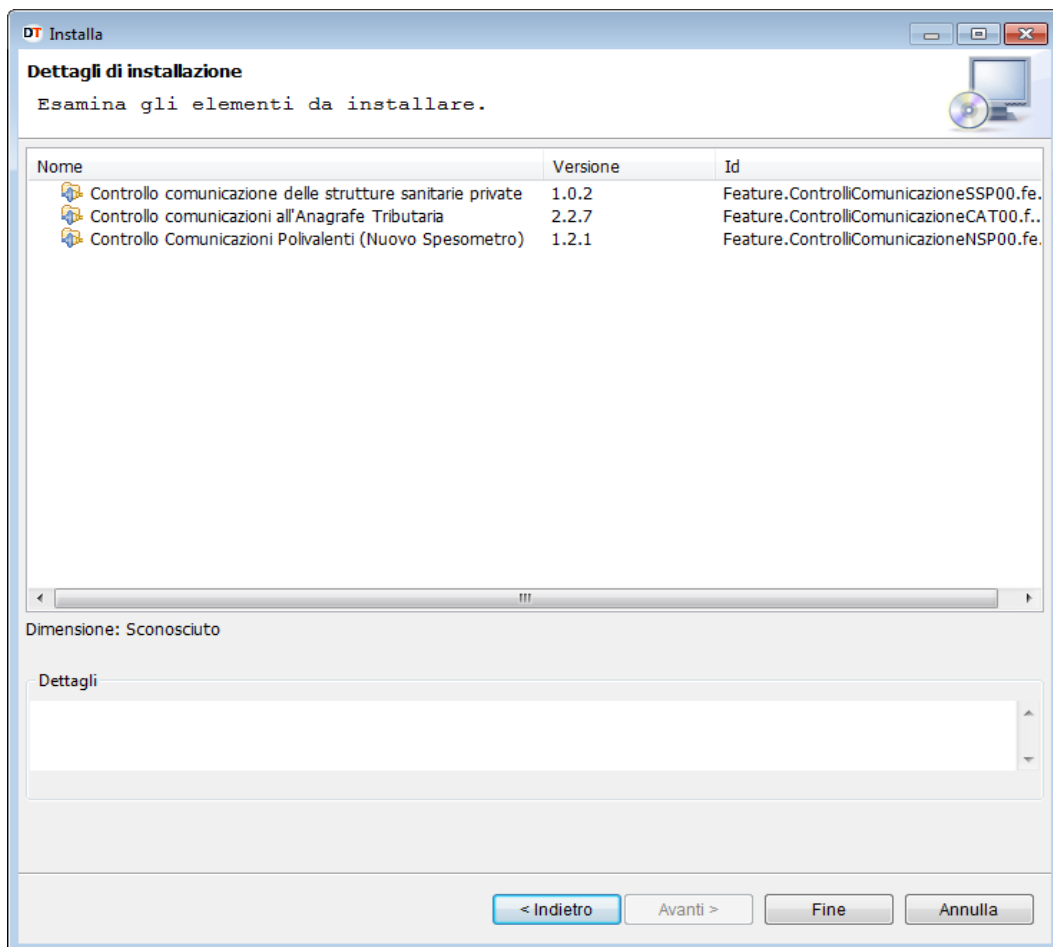 DT Installa
Dettagli di installazione
Esamina gli elementi da installare.
Nome Versione Id
Controllo comunicazione delle strutture sanitarie private 1.0.2 Feature.ControlliComunicazioneSSP00.fe.
Controllo comunicazioni all'Anagrafe Tributaria 2.2.7 Feature.ControlliComunicazioneCAT00.f..
Controllo Comunicazioni Polivalenti (Nuovo Spesometro) 1.2.1 Feature.ControlliComunicazioneNSP00.fe.
Dimensione: Sconosciuto
Dettagli
< Indietro Avanti > Fine Annulla